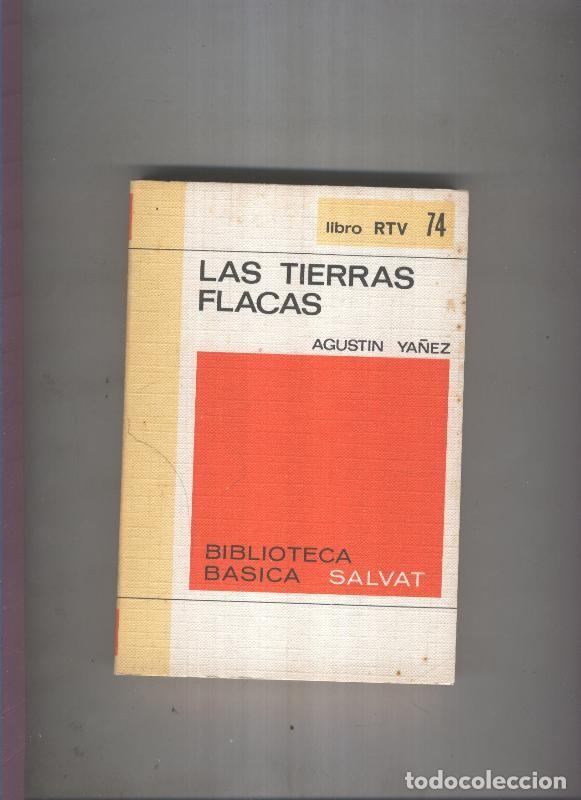 libro RTV 74
LAS TIERRAS
FLACAS
AGUSTIN YAÑEZ
BIBLIOTECA
BASICA SALVAT
todocoleccion